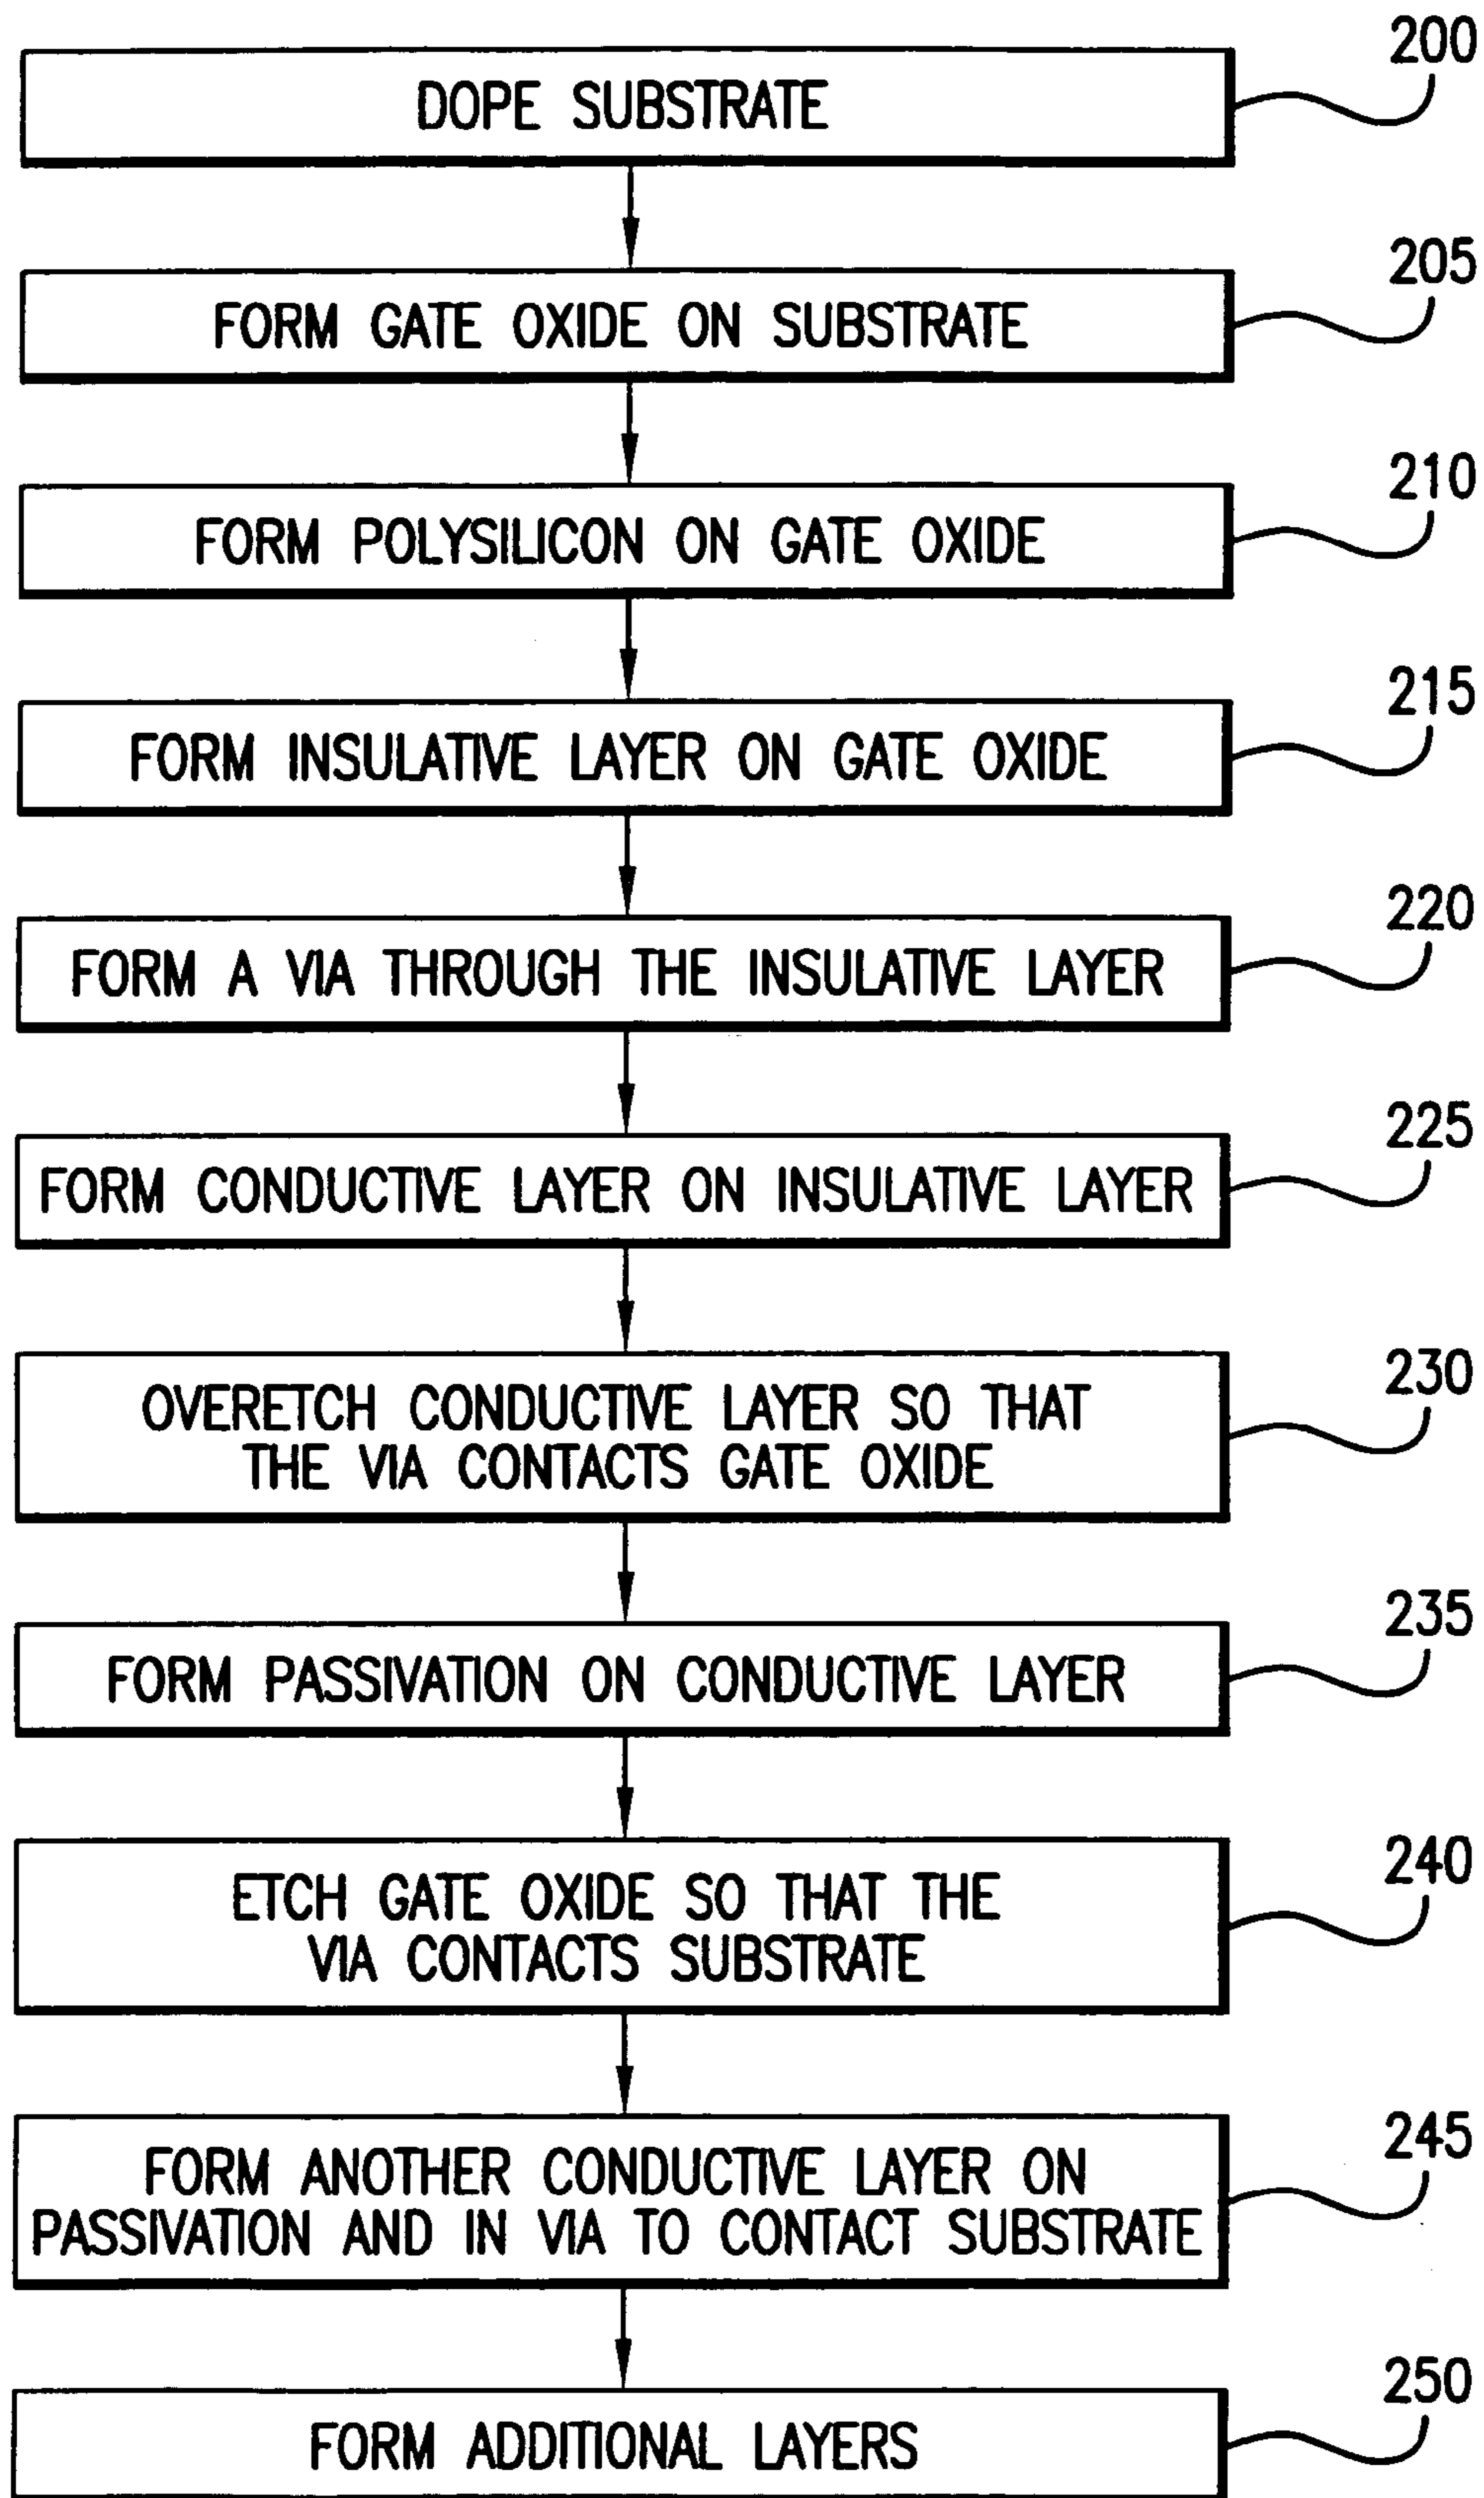 200
DOPE SUBSTRATE
205
FORM GATE OXIDE ON SUBSTRATE
210
FORM POLYSILICON ON GATE OXIDE
215
FORM INSULATIVE LAYER ON GATE OXIDE
220
FORM A VIA THROUGH THE INSULATIVE LAYER
225
FORM CONDUCTIVE LAYER ON INSULATIVE LAYER
230
OVERETCH CONDUCTIVE LAYER SO THAT
THE VIA CONTACTS GATE OXIDE
235
FORM PASSIVATION ON CONDUCTIVE LAYER
240
ETCH GATE OXIDE SO THAT THE
VIA CONTACTS SUBSTRATE
245
FORM ANOTHER CONDUCTIVE LAYER ON
PASSIVATION AND IN VIA TO CONTACT SUBSTRATE
250
FORM ADDITIONAL LAYERS